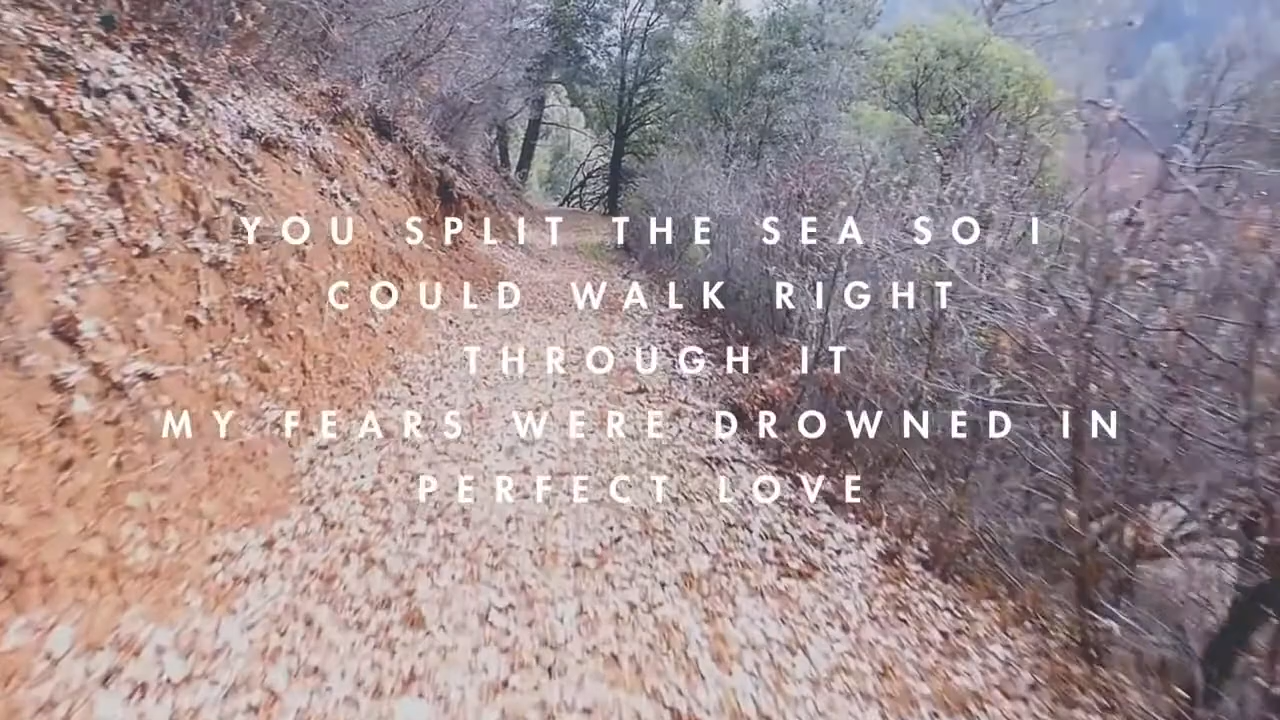 YOU SPLIT THE SEA SO I
COULD WALK RIGHT
THROUGH IT
MY FEARS WERE DROWNED IN
PERFECT LOVE